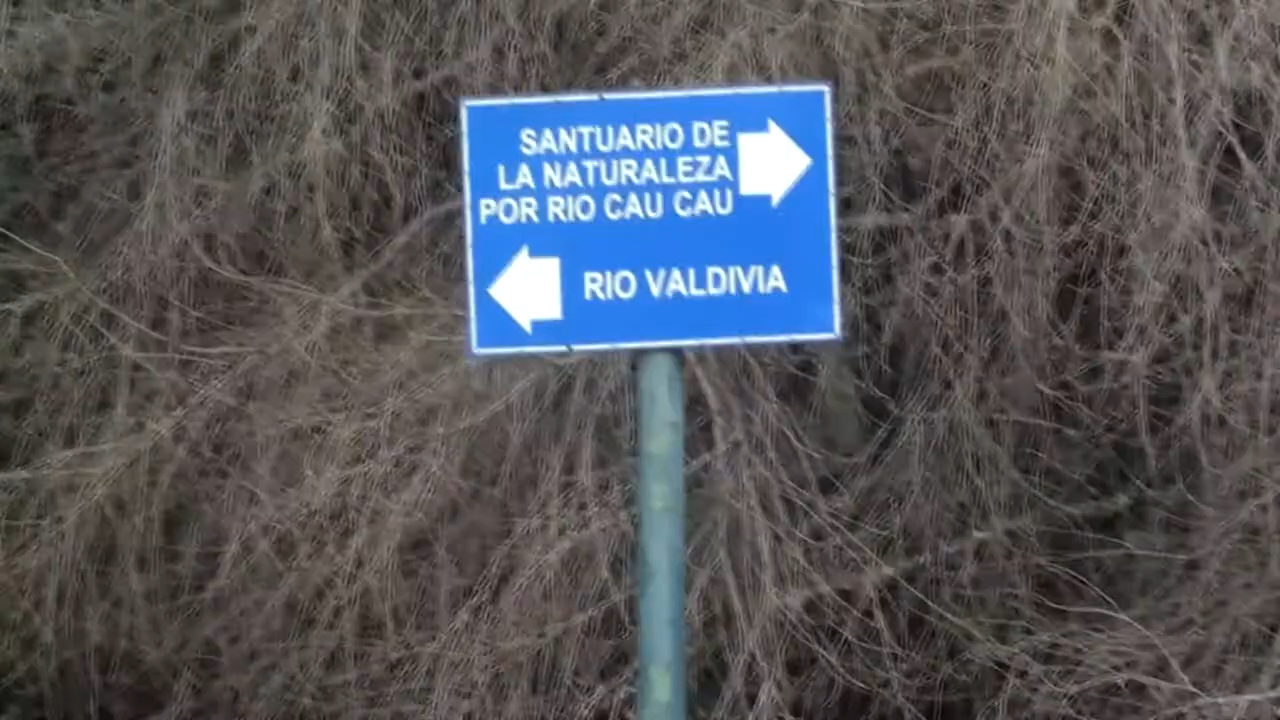 SANTUARIO DE
LA NATURALEZA
POR RIO CAU CAU
RIO VALDIVIA